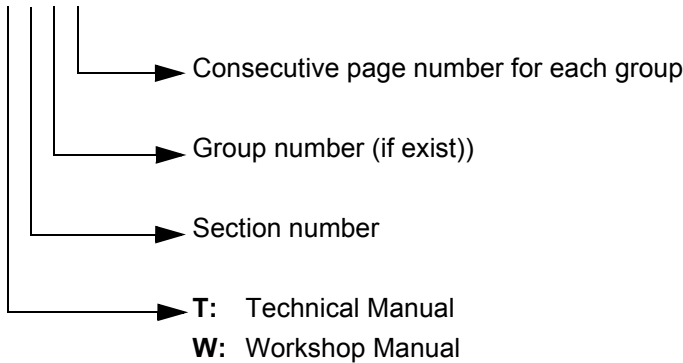 Consecutive page number for each group
Group number (if exist))
Section number
T: Technical Manual
W: Workshop Manual